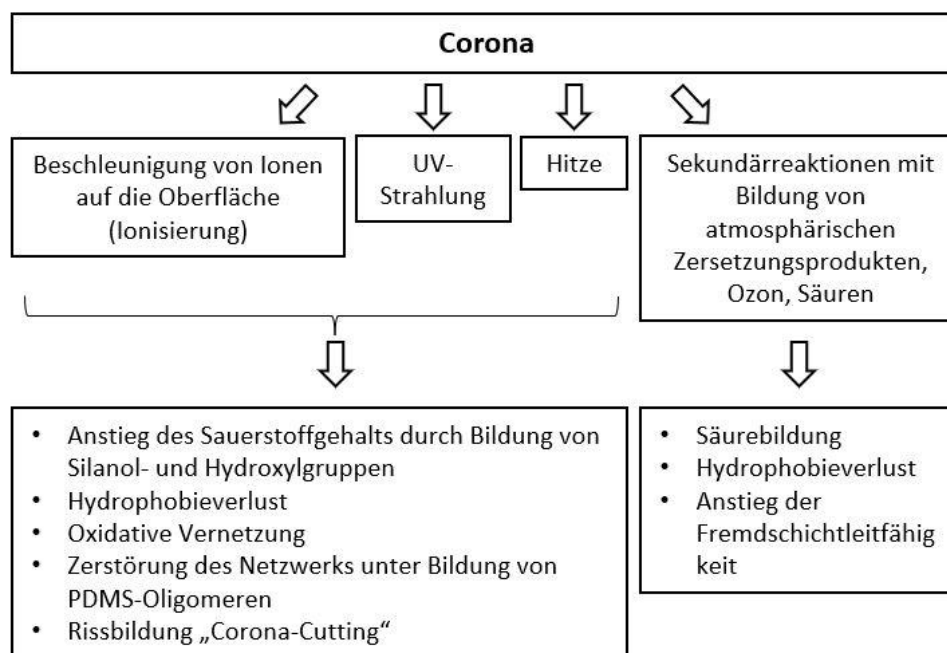 Corona
Beschleunigung von Ionen
auf die Oberfläche
(Ionisierung)
UV-
Strahlung
Hitze
Sekundärreaktionen mit
Bildung von
atmosphärischen
Zersetzungsprodukten,
Ozon, Säuren
• Anstieg des Sauerstoffgehalts durch Bildung von
Silanol- und Hydroxylgruppen
• Hydrophobieverlust
• Oxidative Vernetzung
• Zerstörung des Netzwerks unter Bildung von
PDMS-Oligomeren
• Rissbildung „Corona-Cutting“
• Säurebildung
• Hydrophobieverlust
• Anstieg der
Fremdschichtleitfähig
keit